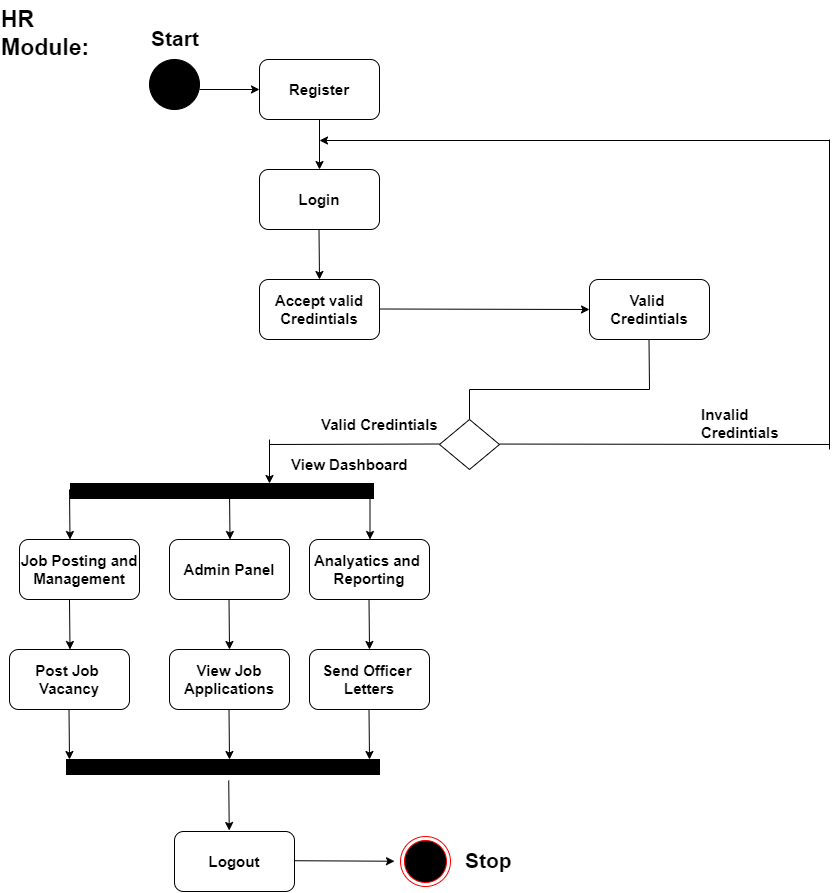 HR
Module:
Start
Register
Login
Accept valid
Credintials
Valid
Credintials
Valid Credintials
Invalid
Credintials
View Dashboard
Job Posting and
Management
Admin Panel
Analyatics and
Reporting
Post Job
Vacancy
View Job
Applications
Send Officer
Letters
Logout
Stop